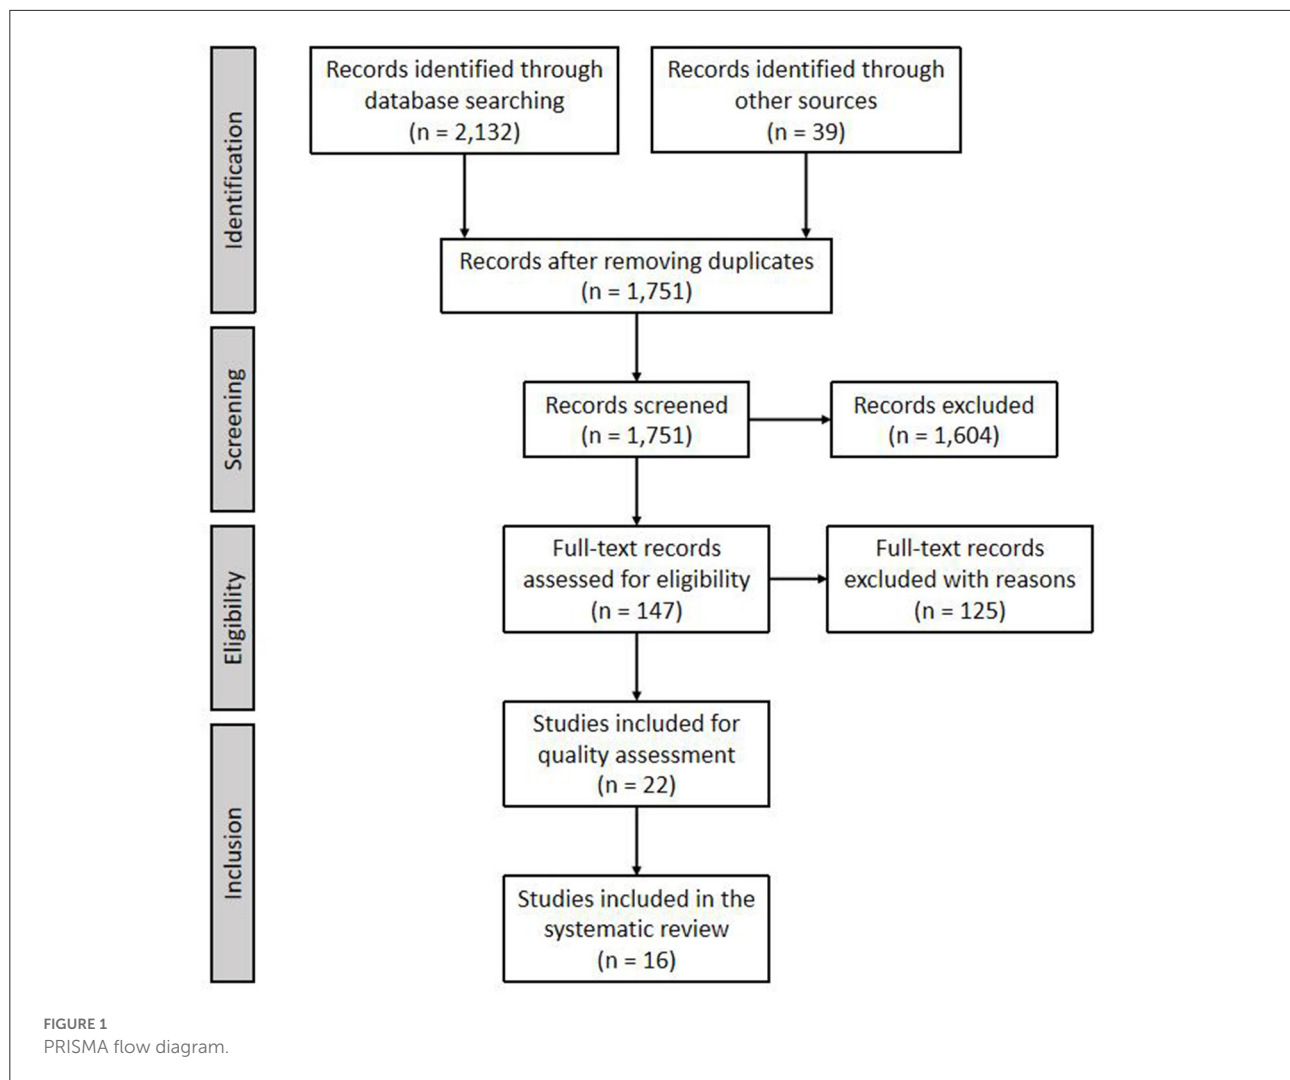 Identification
Records identified through
database searching
(n = 2,132)
Records identified through
other sources
(n = 39)
Records after removing duplicates
(n = 1,751)
Screening
Records screened
(n = 1,751)
Records excluded
(n = 1,604)
Eligibility
Full-text records
assessed for eligibility
(n = 147)
Full-text records
excluded with reasons
(n = 125)
Inclusion
Studies included for
quality assessment
(n = 22)
Studies included in the
systematic review
(n = 16)
FIGURE 1
PRISMA flow diagram.